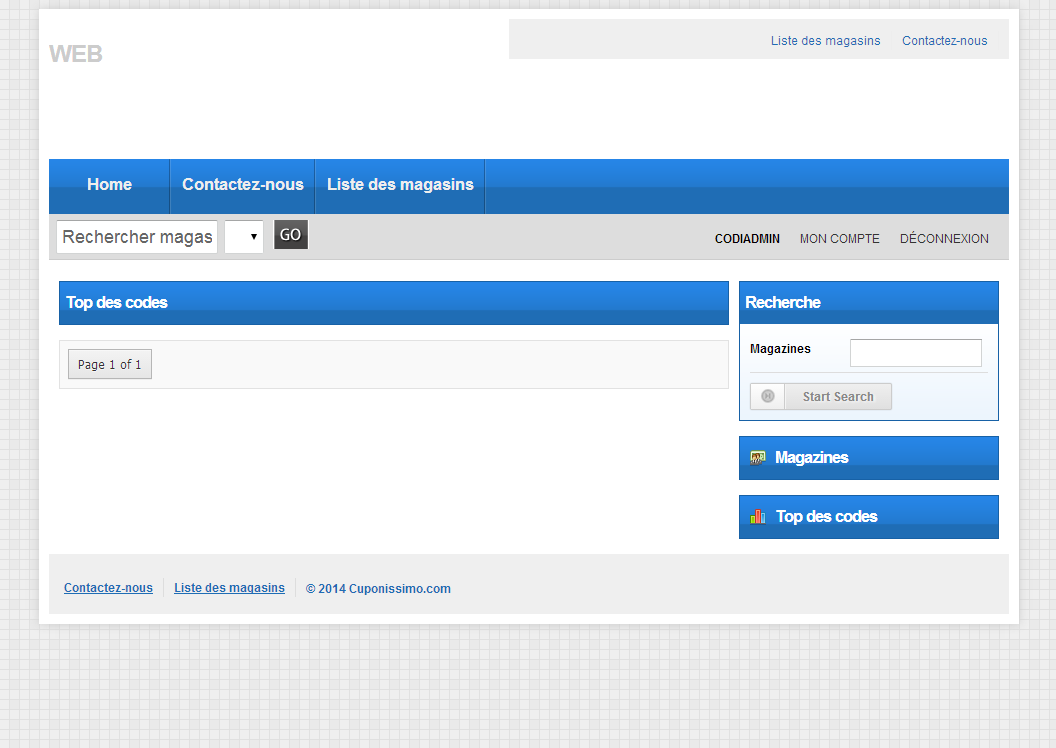 WEB
Liste des magasins Contactez-nous
Home Contactez-nous Liste des magasins
Rechercher magas GO CODIADMIN MON COMPTE DÉCONNEXION
Top des codes
Page 1 of 1
Recherche
Magazines
Start Search
Magazines
Top des codes
Contactez-nous Liste des magasins © 2014 Cuponissimo.com